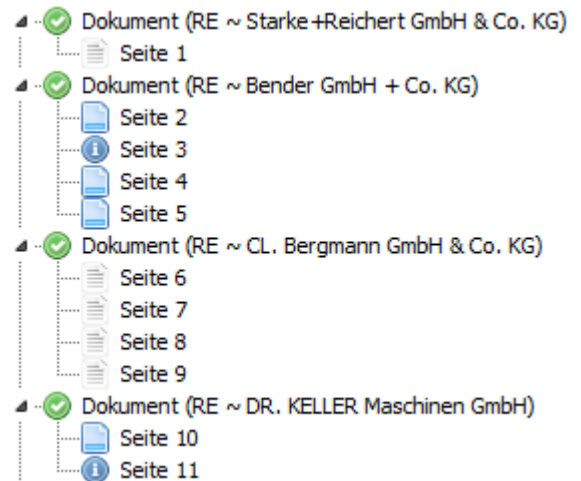 Dokument (RE ~ Starke+Reichert GmbH & Co. KG)
Seite 1
Dokument (RE ~ Bender GmbH + Co. KG)
Seite 2
Seite 3
Seite 4
Seite 5
Dokument (RE ~ CL. Bergmann GmbH & Co. KG)
Seite 6
Seite 7
Seite 8
Seite 9
Dokument (RE ~ DR. KELLER Maschinen GmbH)
Seite 10
Seite 11